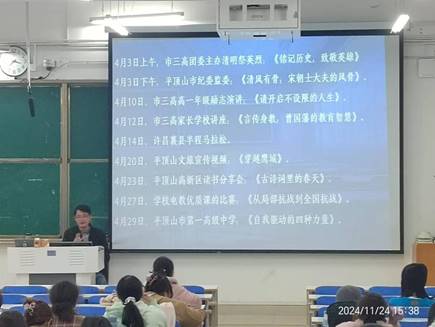 4月3日上午，市三高团委主办清明祭英烈：《铭记历史，致敬英雄》
4月3日下午，平顶山市纪委监委：《清风有骨，宋朝士大夫的风骨》。
4月10日，市三高高一年级励志演讲：《请开启不设限的人生》。
4月12日，市三高家长学校讲座：《言传身教，曾国藩的教育智慧》。
4月14日，许昌襄县半程马拉松。
4月20日，平顶山文旅宣传视频，《穿越鹰城》。
4月23日，平顶山高新区读书分享会，《古诗词里的春天》。
4月27日，学校电教优质课的比赛，《从局部抗战到全国抗战》。
4月29日，平顶山市第一高级中学，《自我驱动的四种力量》。
2024/11/24 15:38